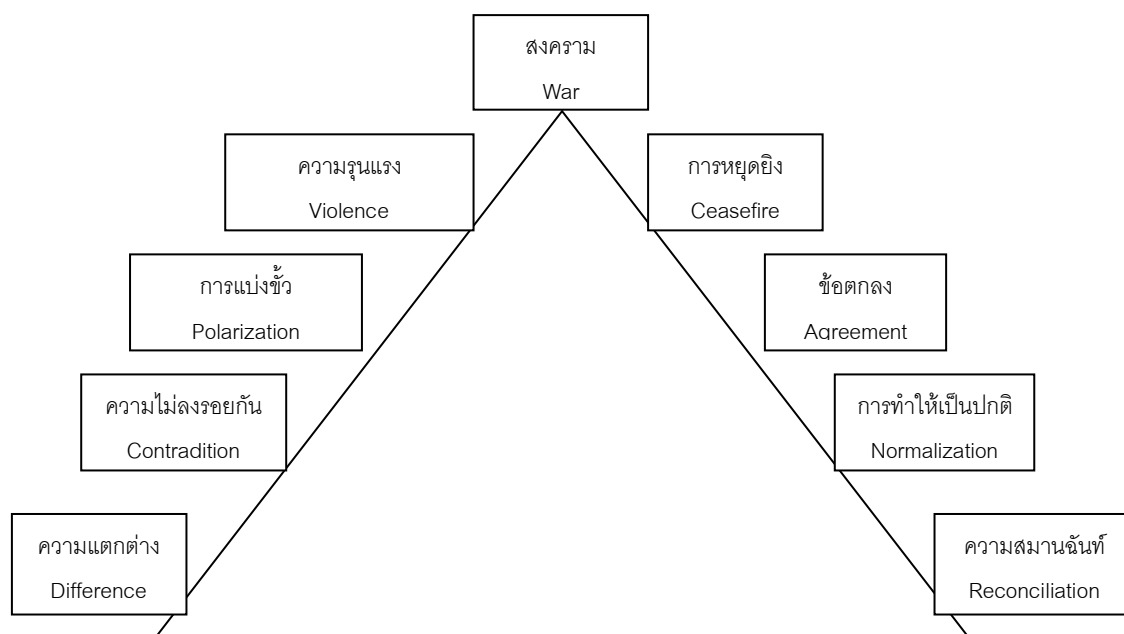 สงคราม
War
ความรุนแรง
Violence
การหยุดยิง
Ceasefire
การแบ่งขั้ว
Polarization
ข้อตกลง
Agreement
ความไม่ลงรอยกัน
Contradition
การทำให้เป็นปกติ
Normalization
ความแตกต่าง
Difference
ความสมานฉันท์
Reconciliation